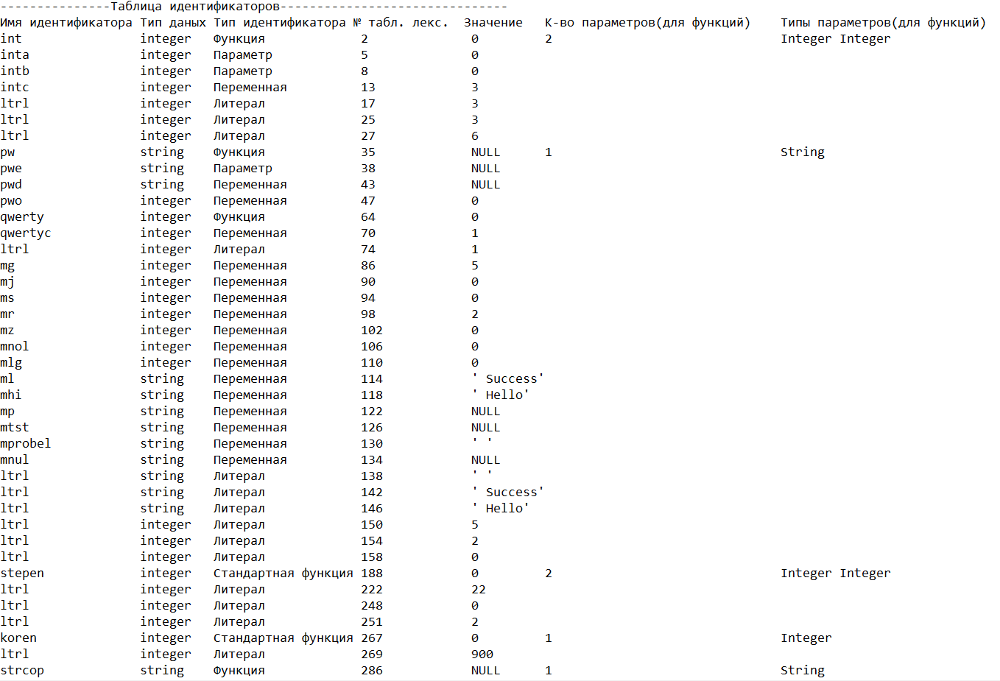 ---------------Таблица идентификаторов-------------------------------
Имя идентификатора Тип даных Тип идентификатора № табл. лекс.  Значение   К-во параметров(для функций)    Типы параметров(для функций)
int                integer   Функция             2              0         2                               Integer Integer
inta               integer   Параметр            5              0
intb               integer   Параметр            8              0
intc               integer   Переменная          13             3
ltrl               integer   Литерал             17             3
ltrl               integer   Литерал             25             3
ltrl               integer   Литерал             27             6
pw                 string    Функция             35             NULL      1                               String
pwe                string    Параметр            38             NULL
pwd                string    Переменная          43             NULL
pwo                integer   Переменная          47             0
qwerty             integer   Функция             64             0
qwertyc            integer   Переменная          70             1
ltrl               integer   Литерал             74             1
mg                 integer   Переменная          86             5
mj                 integer   Переменная          90             0
ms                 integer   Переменная          94             0
mr                 integer   Переменная          98             2
mz                 integer   Переменная          102            0
mnol               integer   Переменная          106            0
mlg                integer   Переменная          110            0
ml                 string    Переменная          114            ' Success'
mhi                string    Переменная          118            ' Hello'
mp                 string    Переменная          122            NULL
mtst               string    Переменная          126            NULL
mprobel            string    Переменная          130            ' '
mnul               string    Переменная          134            NULL
ltrl               string    Литерал             138            ' '
ltrl               string    Литерал             142            ' Success'
ltrl               string    Литерал             146            ' Hello'
ltrl               integer   Литерал             150            5
ltrl               integer   Литерал             154            2
ltrl               integer   Литерал             158            0
stepen             integer   Стандартная функция 188            0         2                               Integer Integer
ltrl               integer   Литерал             222            22
ltrl               integer   Литерал             248            0
ltrl               integer   Литерал             251            2
koren              integer   Стандартная функция 267            0         1                               Integer
ltrl               integer   Литерал             269            900
strcop             string    Функция             286            NULL      1                               String